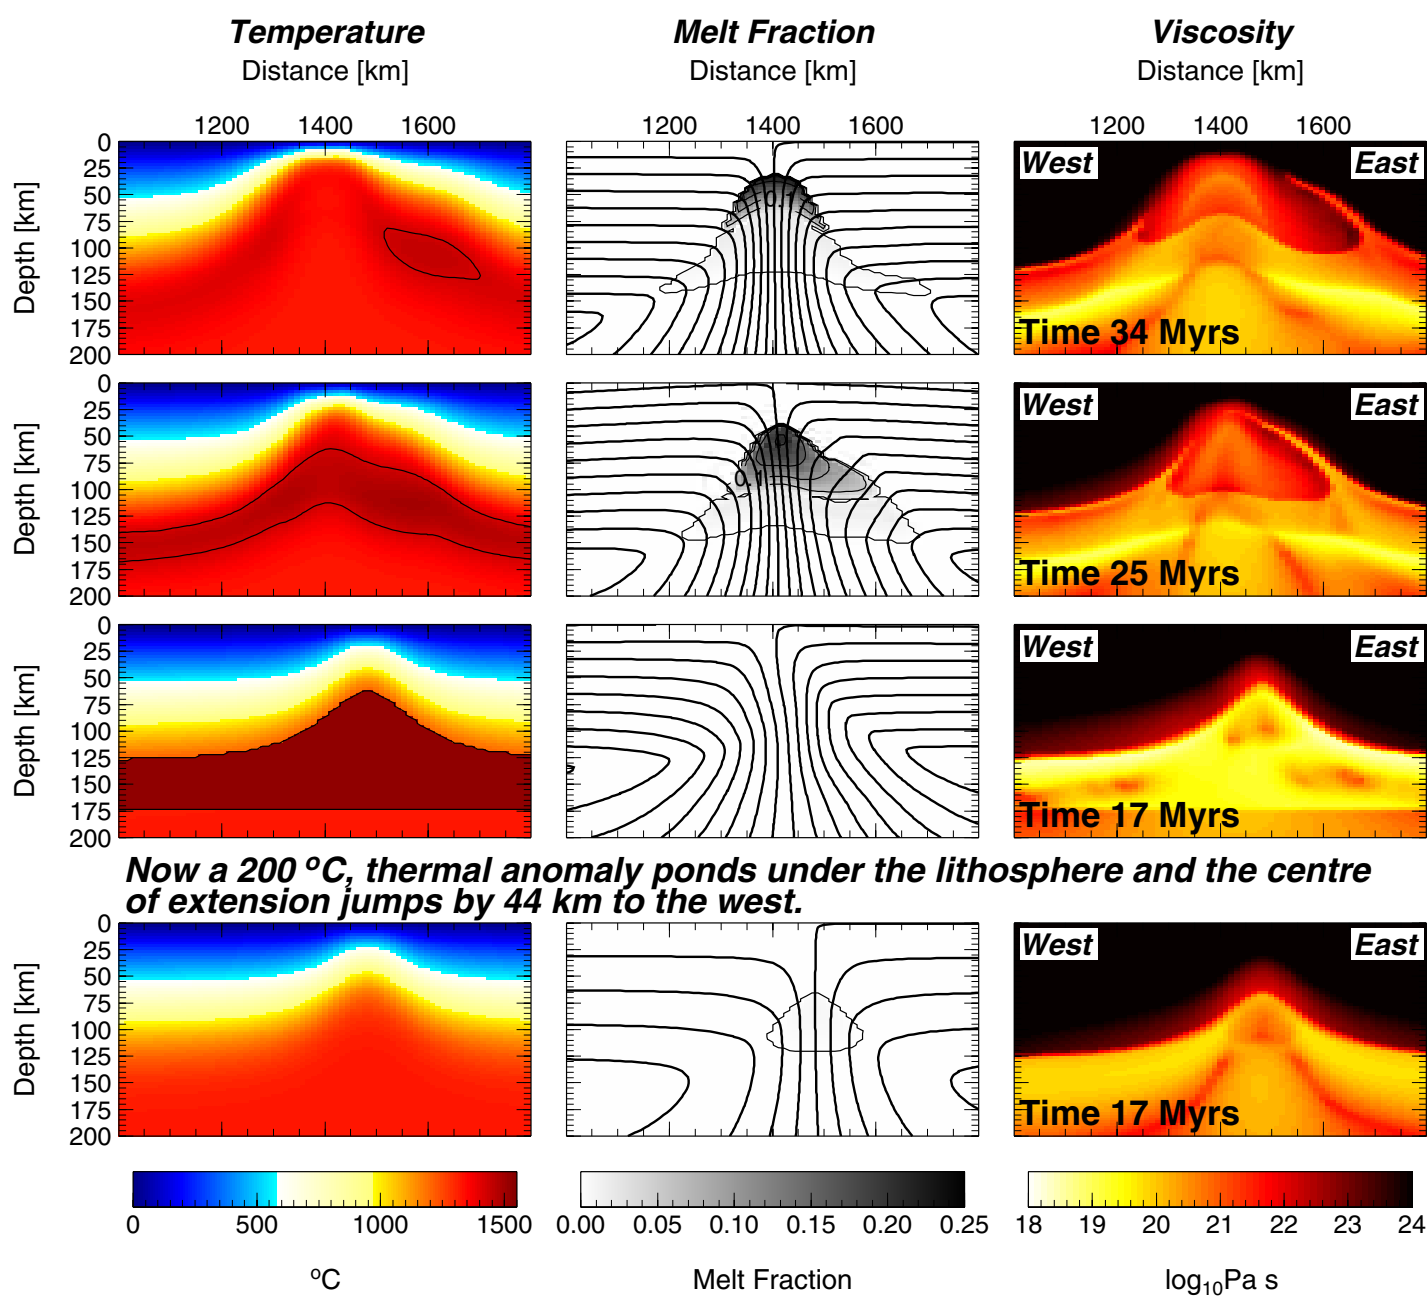 Temperature Melt Fraction Viscosity
Distance [km] Distance [km] Distance [km]
1200 1400 1600 1200 1400 1600 1200 1400 1600
Depth [km]
0
25
50
75
100
125
150
175
200
0.1
West East
Time 34 Myrs
Depth [km]
0
25
50
75
100
125
150
175
200
0.1
West East
Time 25 Myrs
Depth [km]
0
25
50
75
100
125
150
175
200
West East
Time 17 Myrs
Now a 200 °C, thermal anomaly ponds under the lithosphere and the centre
of extension jumps by 44 km to the west.
Depth [km]
0
25
50
75
100
125
150
175
200
West East
Time 17 Myrs
0 500 1000 1500 0.00 0.05 0.10 0.15 0.20 0.25 18 19 20 21 22 23 24
°C Melt Fraction log₁₀Pa s